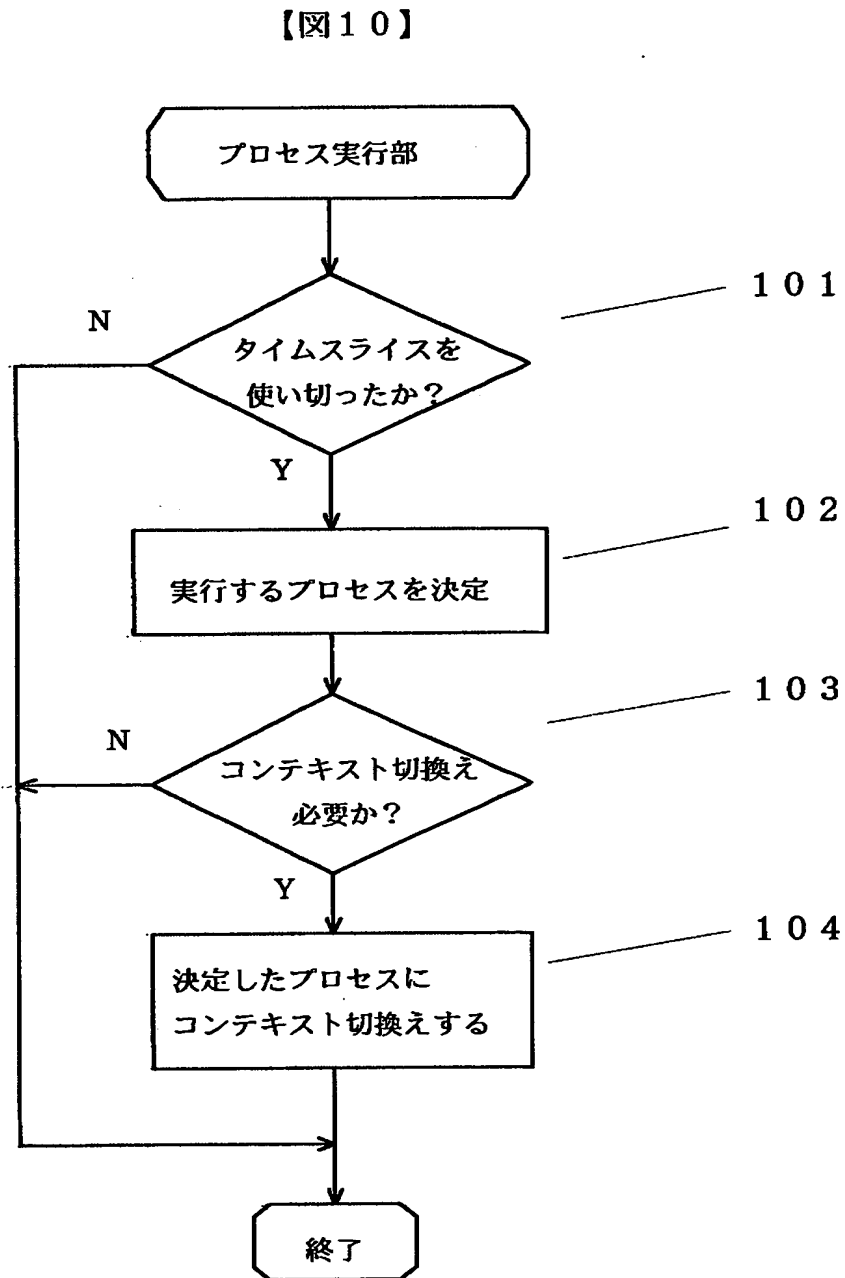 【図１０】
プロセス実行部
１０１
N
タイムスライスを
使い切ったか？
Y
１０２
実行するプロセスを決定
１０３
N
コンテキスト切換え
必要か？
Y
１０４
決定したプロセスに
コンテキスト切換えする
終了